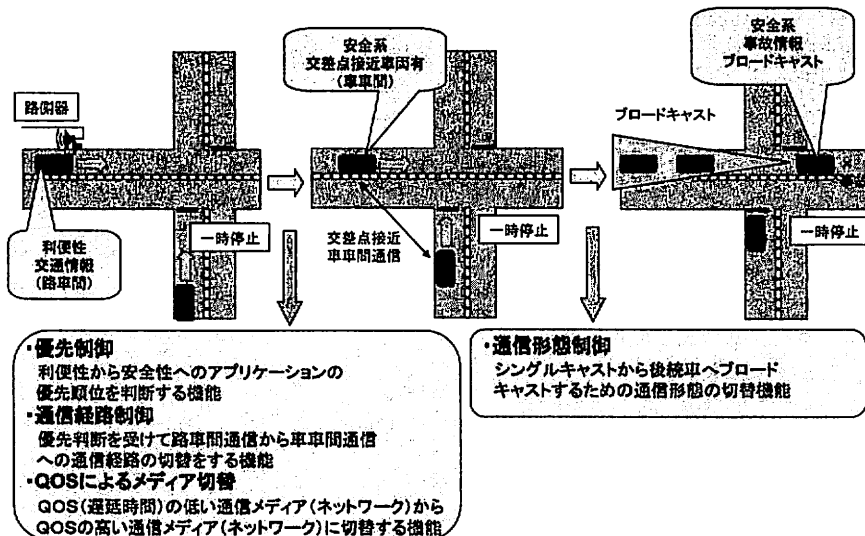 路側器
利便性
交通情報
(路車間)
一時停止
安全系
交差点接近車固有
(車車間)
交差点接近
車車間通信
一時停止
ブロードキャスト
安全系
事故情報
ブロードキャスト
一時停止
・優先制御
利便性から安全性へのアプリケーションの
優先順位を判断する機能
・通信経路制御
優先判断を受けて路車間通信から車車間通信
への通信経路の切替をする機能
・QOSによるメディア切替
QOS(遅延時間)の低い通信メディア(ネットワーク)から
QOSの高い通信メディア(ネットワーク)に切替する機能
・通信形態制御
シングルキャストから後続車へブロード
キャストするための通信形態の切替機能